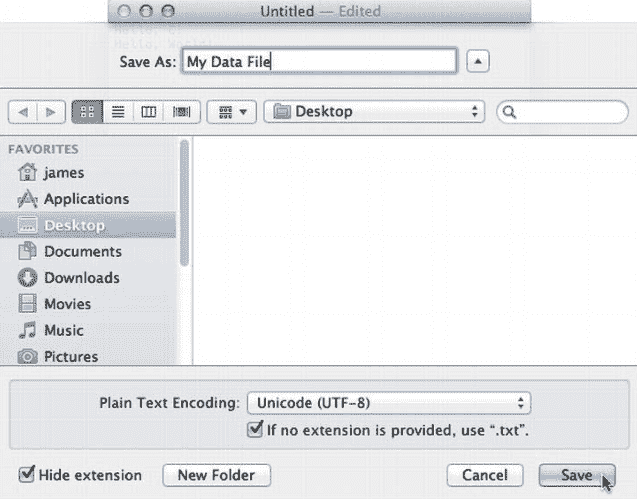 Untitled — Edited
Save As: My Data File
Desktop
FAVORITES
james
Applications
Desktop
Documents
Downloads
Movies
Music
Pictures
Plain Text Encoding: Unicode (UTF-8)
If no extension is provided, use “.txt”.
Hide extension New Folder Cancel Save